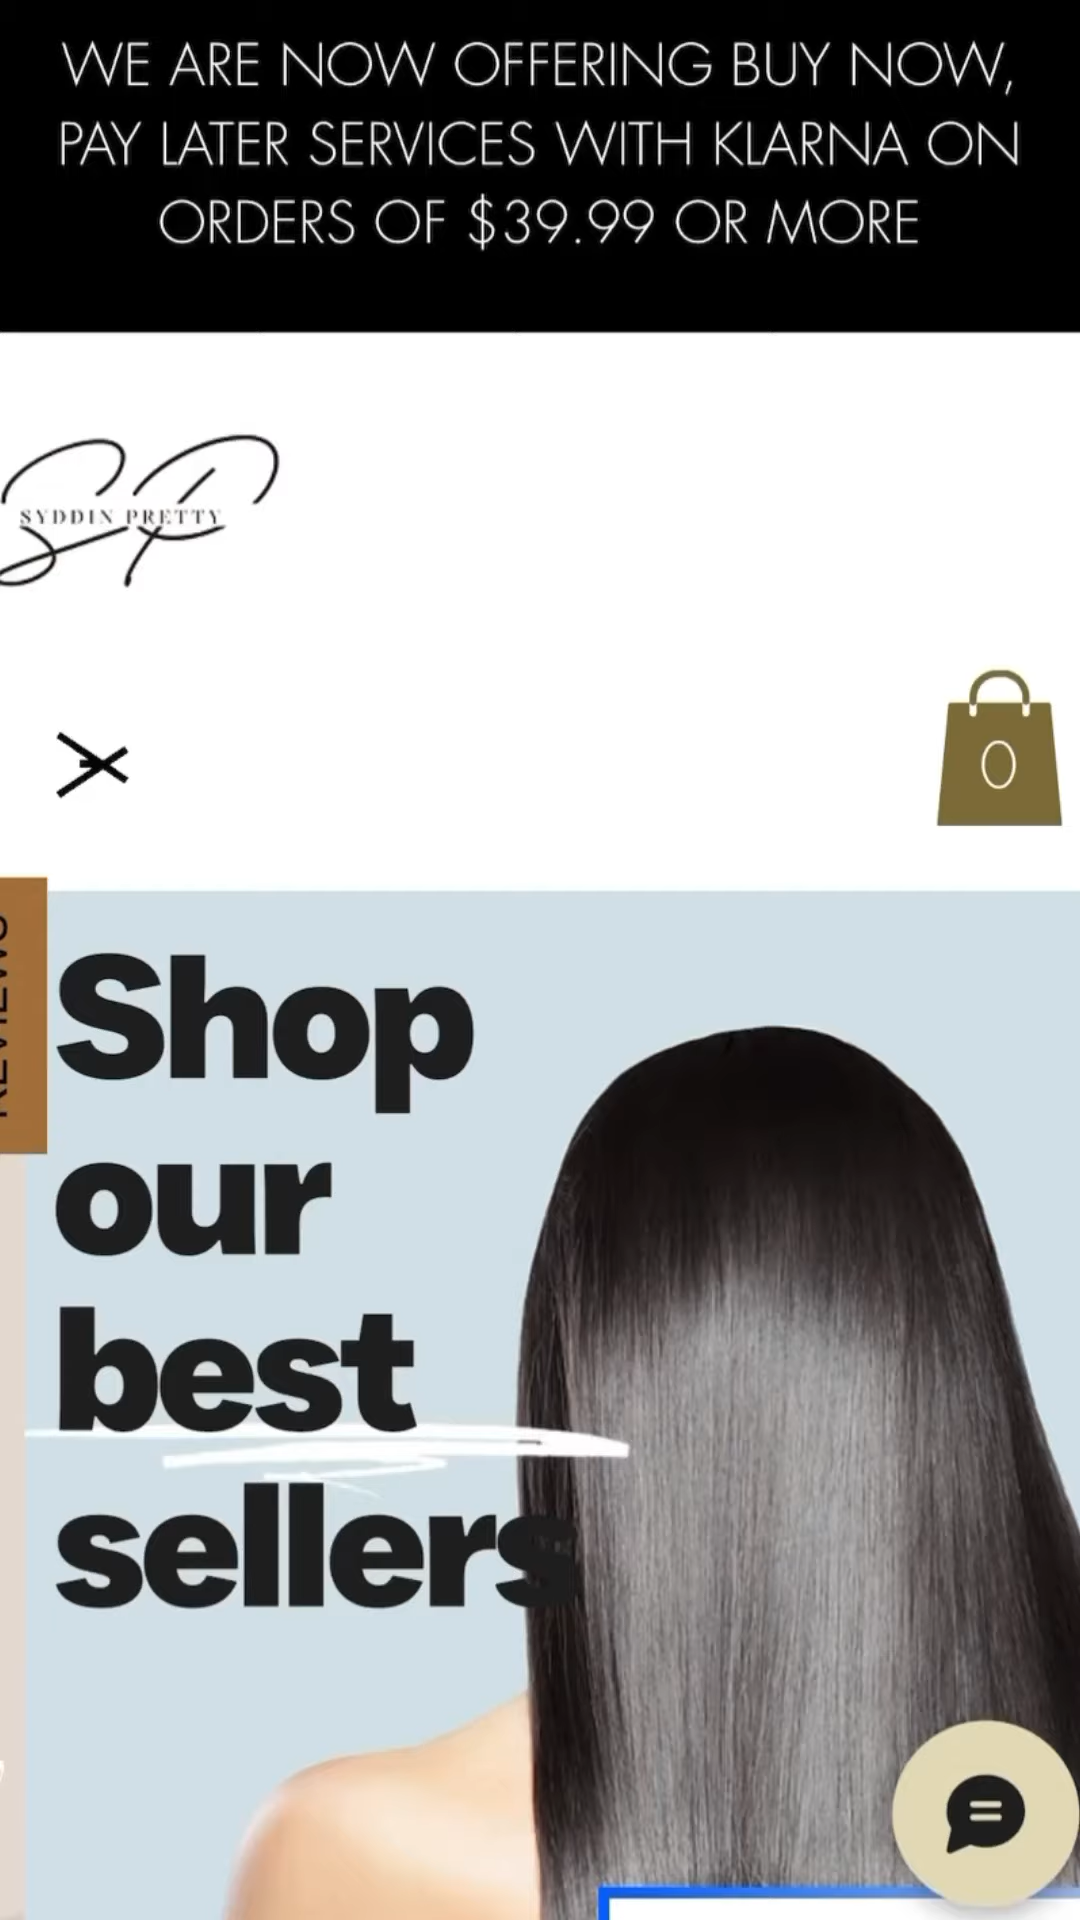 WE ARE NOW OFFERING BUY NOW,
PAY LATER SERVICES WITH KLARNA ON
ORDERS OF $39.99 OR MORE
SYDDIN PRETTY
0
REVIEWS
Shop
our
best
sellers